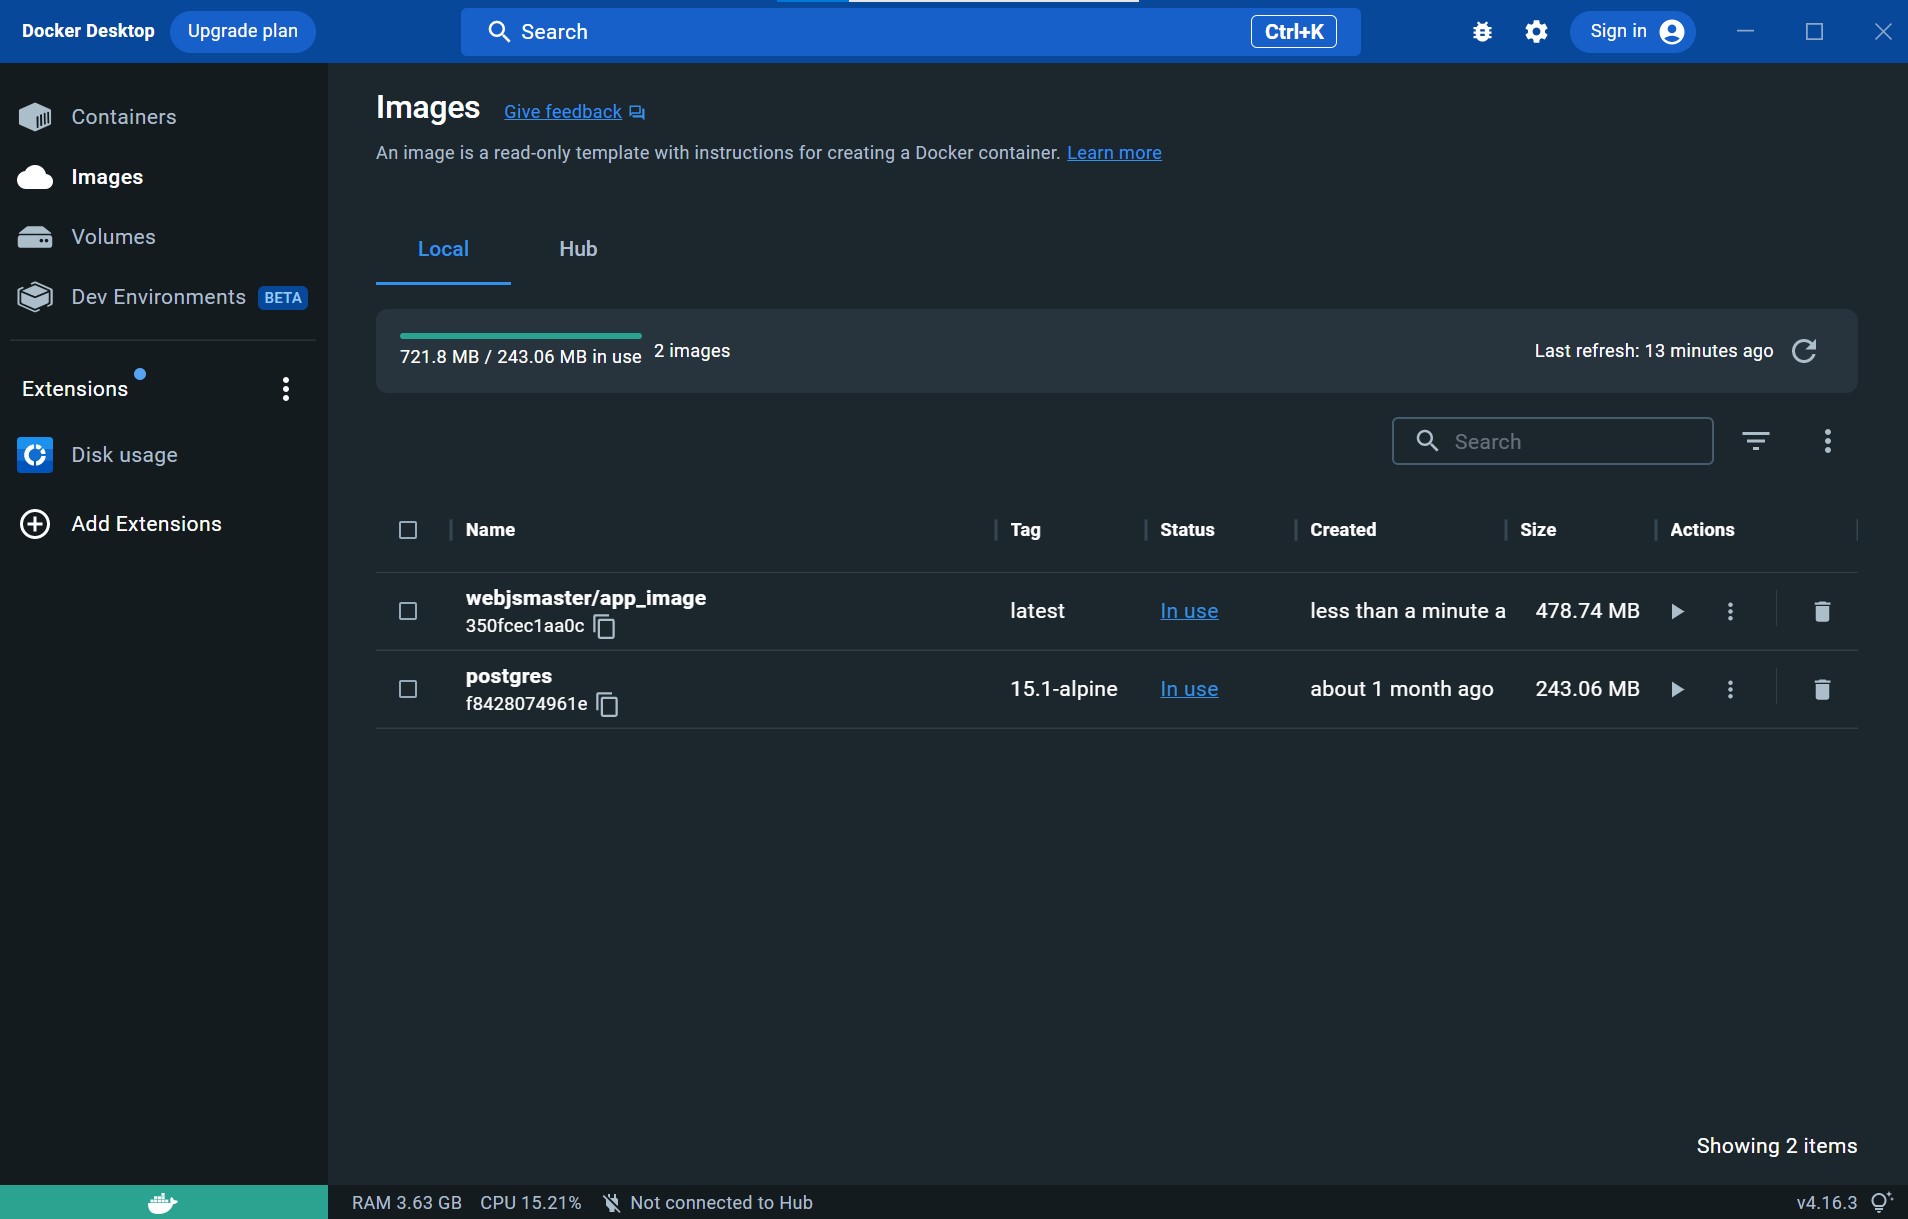 Docker Desktop Upgrade plan Search Ctrl+K Sign in
Containers
Images
Volumes
Dev Environments BETA
Extensions
Disk usage
Add Extensions
Images Give feedback
An image is a read-only template with instructions for creating a Docker container. Learn more
Local Hub
721.8 MB / 243.06 MB in use 2 images Last refresh: 13 minutes ago
Search
Name Tag Status Created Size Actions
webjsmaster/app_image
350fcec1aa0c
latest In use less than a minute a 478.74 MB
postgres
f8428074961e
15.1-alpine In use about 1 month ago 243.06 MB
Showing 2 items
RAM 3.63 GB CPU 15.21% Not connected to Hub v4.16.3